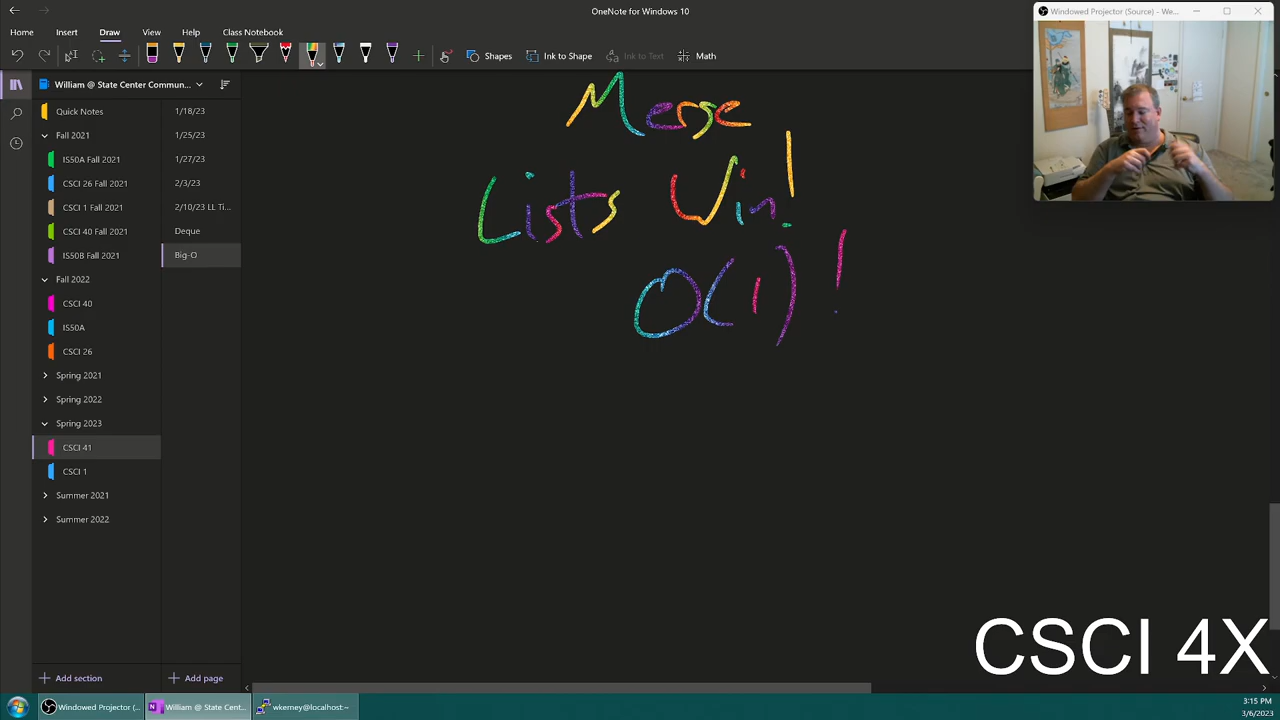 OneNote for Windows 10
Windowed Projector (Source) - We...
Home Insert Draw View Help Class Notebook
Shapes Ink to Shape Ink to Text Math
William @ State Center Commun...
Quick Notes
Fall 2021
IS50A Fall 2021
CSCI 26 Fall 2021
CSCI 1 Fall 2021
CSCI 40 Fall 2021
IS50B Fall 2021
Fall 2022
CSCI 40
IS50A
CSCI 26
Spring 2021
Spring 2022
Spring 2023
CSCI 41
CSCI 1
Summer 2021
Summer 2022
1/18/23
1/25/23
1/27/23
2/3/23
2/10/23 LL Ti...
Deque
Big-O
Merge
Lists Win!
O(1)!
CSCI 4X
Add section
Add page
Windowed Projector (...
William @ State Cent...
wkerney@localhost:~
3:15 PM
3/6/2023